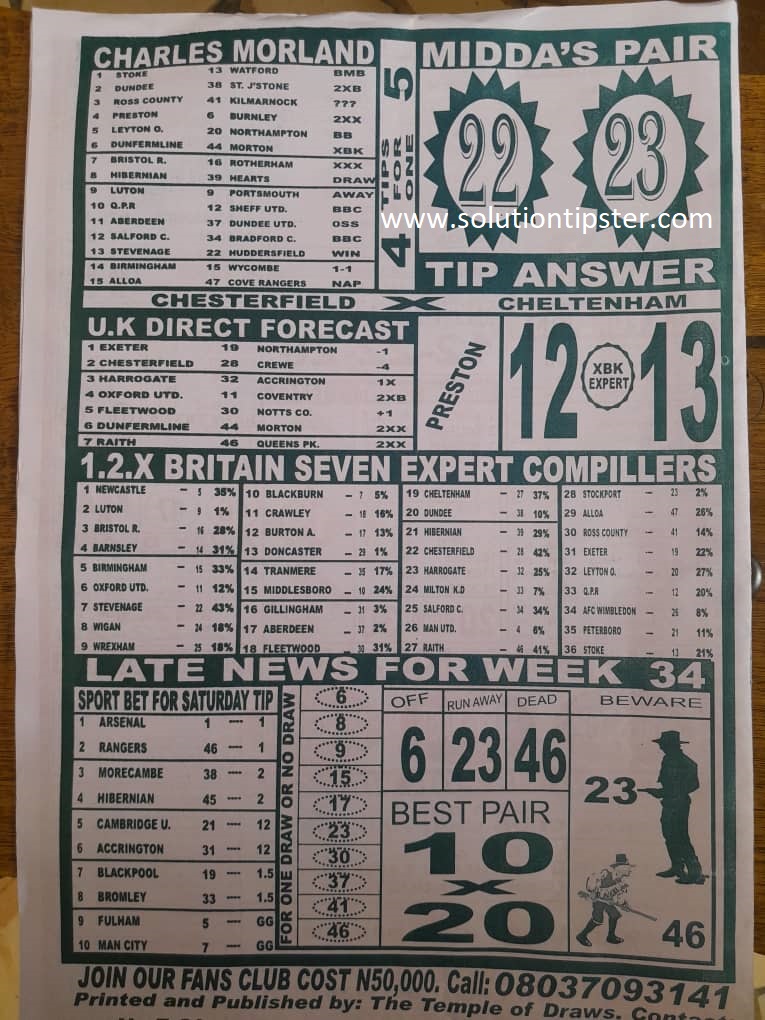 CHARLES MORLAND
1 STOKE 13 WATFORD BMB
2 DUNDEE 38 ST. J'STONE 2XB
3 ROSS COUNTY 41 KILMARNOCK ???
4 PRESTON 6 BURNLEY 2XX
5 LEYTON O. 20 NORTHAMPTON BB
6 DUNFERMLINE 44 MORTON XBK
7 BRISTOL R. 16 ROTHERHAM XXX
8 HIBERNIAN 39 HEARTS DRAW
9 LUTON 9 PORTSMOUTH AWAY
10 Q.P.R 12 SHEFF UTD. BBC
11 ABERDEEN 37 DUNDEE UTD. OSS
12 SALFORD C. 34 BRADFORD C. BBC
13 STEVENAGE 22 HUDDERSFIELD WIN
14 BIRMINGHAM 15 WYCOMBE 1-1
15 ALLOA 47 COVE RANGERS NAP
4 TIPS FOR ONE 5
MIDDA'S PAIR
22 23
www.solutiontipster.com
TIP ANSWER
CHESTERFIELD X CHELTENHAM
U.K DIRECT FORECAST
1 EXETER 19 NORTHAMPTON -1
2 CHESTERFIELD 28 CREWE -4
3 HARROGATE 32 ACCRINGTON 1X
4 OXFORD UTD. 11 COVENTRY 2XB
5 FLEETWOOD 30 NOTTS CO. +1
6 DUNFERMLINE 44 MORTON 2XX
7 RAITH 46 QUEENS PK. 2XX
PRESTON
12 XBK EXPERT 13
1.2.X BRITAIN SEVEN EXPERT COMPILLERS
1 NEWCASTLE - 5 35%
2 LUTON - 9 1%
3 BRISTOL R. - 16 28%
4 BARNSLEY - 14 31%
5 BIRMINGHAM - 15 33%
6 OXFORD UTD. - 11 12%
7 STEVENAGE - 22 43%
8 WIGAN - 24 18%
9 WREXHAM - 25 18%
10 BLACKBURN - 7 5%
11 CRAWLEY - 18 16%
12 BURTON A. - 17 13%
13 DONCASTER - 29 1%
14 TRANMERE - 35 17%
15 MIDDLESBORO - 10 24%
16 GILLINGHAM - 31 3%
17 ABERDEEN - 37 2%
18 FLEETWOOD - 30 31%
19 CHELTENHAM - 27 37%
20 DUNDEE - 38 10%
21 HIBERNIAN - 39 29%
22 CHESTERFIELD - 28 42%
23 HARROGATE - 32 25%
24 MILTON K.D - 33 7%
25 SALFORD C. - 34 34%
26 MAN UTD. - 4 6%
27 RAITH - 46 41%
28 STOCKPORT - 23 2%
29 ALLOA - 47 26%
30 ROSS COUNTY - 41 14%
31 EXETER - 19 22%
32 LEYTON O. - 20 27%
33 Q.P.R - 12 20%
34 AFC WIMBLEDON - 26 8%
35 PETERBORO - 21 11%
36 STOKE - 13 21%
LATE NEWS FOR WEEK 34
SPORT BET FOR SATURDAY TIP
1 ARSENAL 1 ---- 1
2 RANGERS 46 ---- 1
3 MORECAMBE 38 ---- 2
4 HIBERNIAN 45 ---- 2
5 CAMBRIDGE U. 21 ---- 12
6 ACCRINGTON 31 ---- 12
7 BLACKPOOL 19 ---- 1.5
8 BROMLEY 33 ---- 1.5
9 FULHAM 5 ---- GG
10 MAN CITY 7 ---- GG
FOR ONE DRAW OR NO DRAW
6
8
9
15
17
23
30
37
41
46
OFF RUN AWAY DEAD
6 23 46
BEST PAIR
10
X
20
BEWARE
23
46
JOIN OUR FANS CLUB COST N50,000. Call: 08037093141
Printed and Published by: The Temple of Draws.